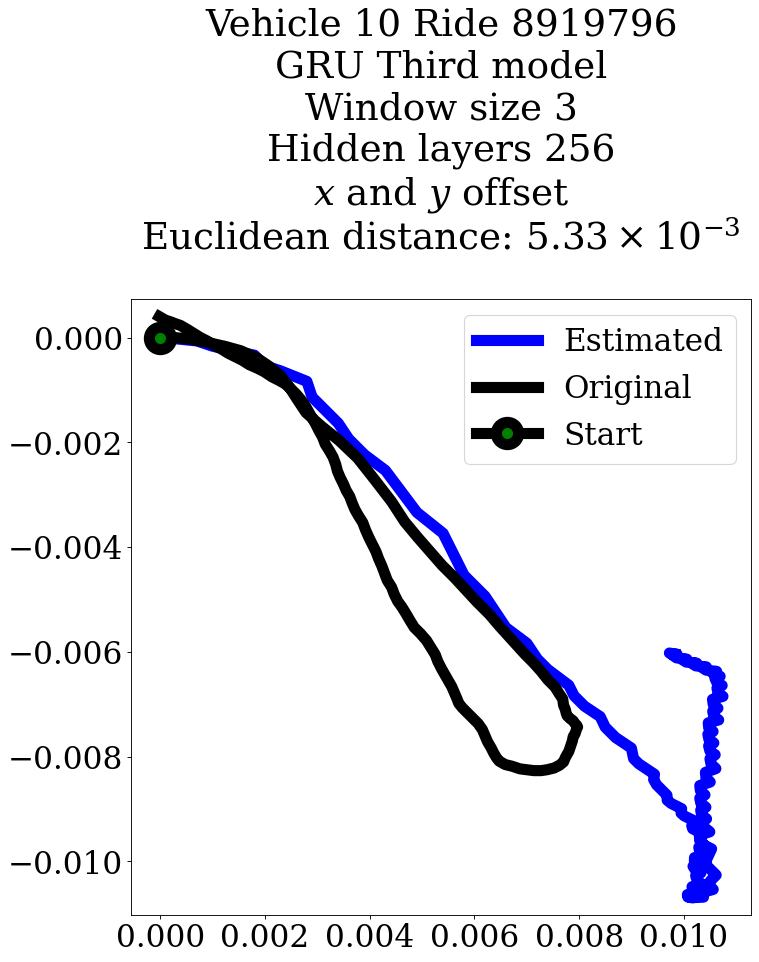 Vehicle 10 Ride 8919796
GRU Third model
Window size 3
Hidden layers 256
x and y offset
Euclidean distance: 5.33 × 10⁻³
Estimated
Original
Start
0.000
−0.002
−0.004
−0.006
−0.008
−0.010
0.000 0.002 0.004 0.006 0.008 0.010